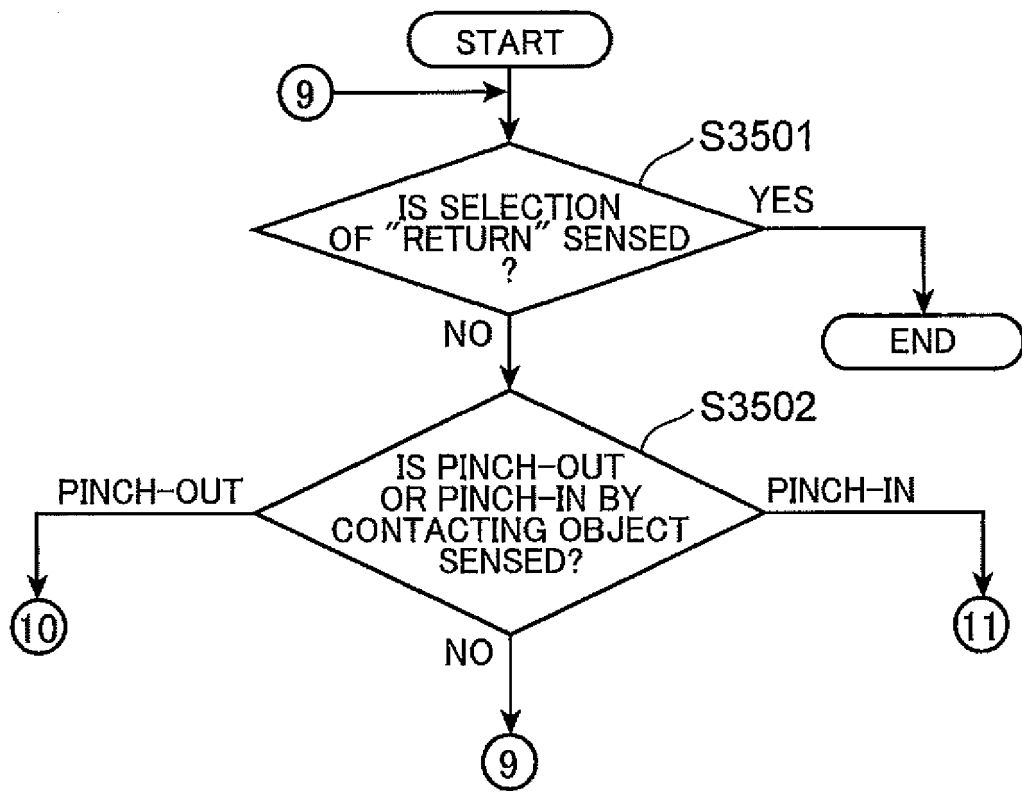 START
9
S3501
IS SELECTION
OF "RETURN" SENSED
?
YES
NO
END
S3502
IS PINCH-OUT
OR PINCH-IN BY
CONTACTING OBJECT
SENSED?
PINCH-OUT
PINCH-IN
10
11
NO
9